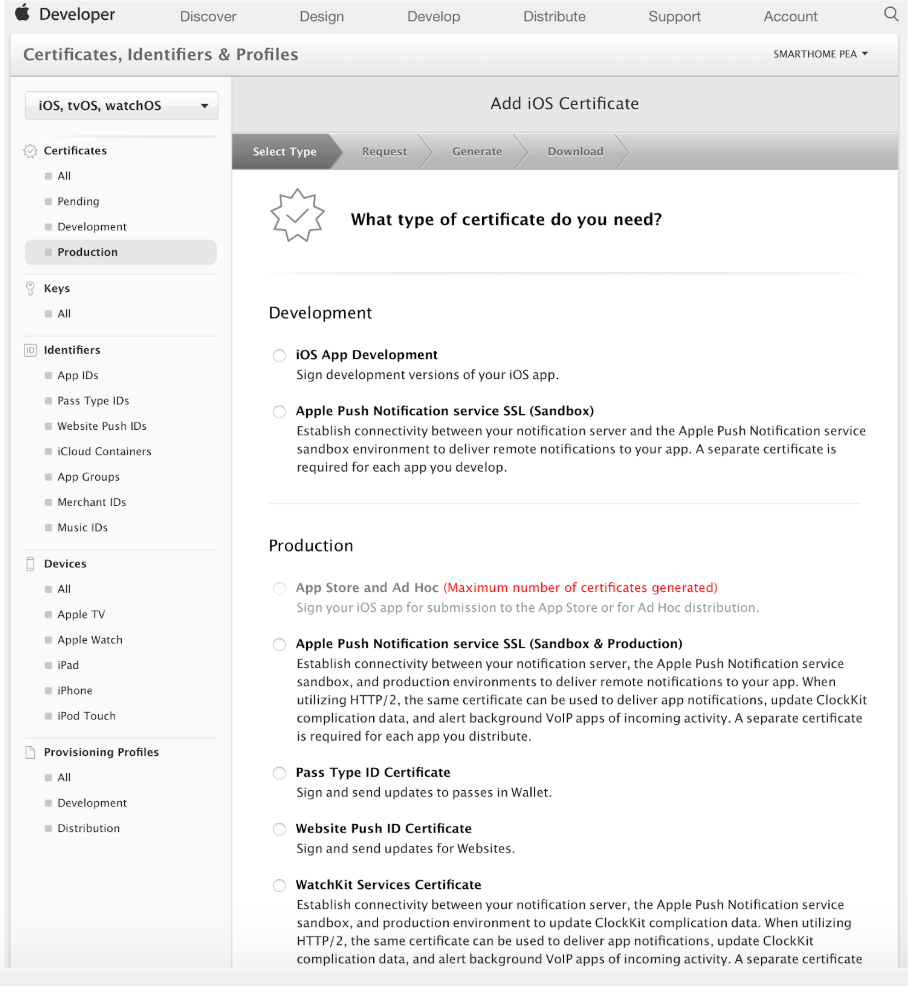 Developer
Discover
Design
Develop
Distribute
Support
Account
Certificates, Identifiers & Profiles
SMARTHOME PEA
iOS, tvOS, watchOS
Certificates
All
Pending
Development
Production
Keys
All
ID
Identifiers
App IDs
Pass Type IDs
Website Push IDs
iCloud Containers
App Groups
Merchant IDs
Music IDs
Devices
All
Apple TV
Apple Watch
iPad
iPhone
iPod Touch
Provisioning Profiles
All
Development
Distribution
Add iOS Certificate
Select Type
Request
Generate
Download
What type of certificate do you need?
Development
iOS App Development
Sign development versions of your iOS app.
Apple Push Notification service SSL (Sandbox)
Establish connectivity between your notification server and the Apple Push Notification service
sandbox environment to deliver remote notifications to your app. A separate certificate is
required for each app you develop.
Production
App Store and Ad Hoc (Maximum number of certificates generated)
Sign your iOS app for submission to the App Store or for Ad Hoc distribution.
Apple Push Notification service SSL (Sandbox & Production)
Establish connectivity between your notification server, the Apple Push Notification service
sandbox, and production environments to deliver remote notifications to your app. When
utilizing HTTP/2, the same certificate can be used to deliver app notifications, update ClockKit
complication data, and alert background VoIP apps of incoming activity. A separate certificate
is required for each app you distribute.
Pass Type ID Certificate
Sign and send updates to passes in Wallet.
Website Push ID Certificate
Sign and send updates for Websites.
WatchKit Services Certificate
Establish connectivity between your notification server, the Apple Push Notification service
sandbox, and production environment to update ClockKit complication data. When utilizing
HTTP/2, the same certificate can be used to deliver app notifications, update ClockKit
complication data, and alert background VoIP apps of incoming activity. A separate certificate